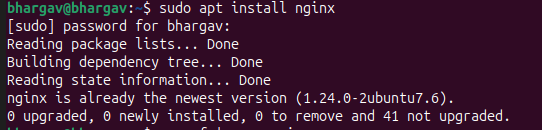 bhargav@bhargav:~$ sudo apt install nginx
[sudo] password for bhargav:
Reading package lists... Done
Building dependency tree... Done
Reading state information... Done
nginx is already the newest version (1.24.0-2ubuntu7.6).
0 upgraded, 0 newly installed, 0 to remove and 41 not upgraded.